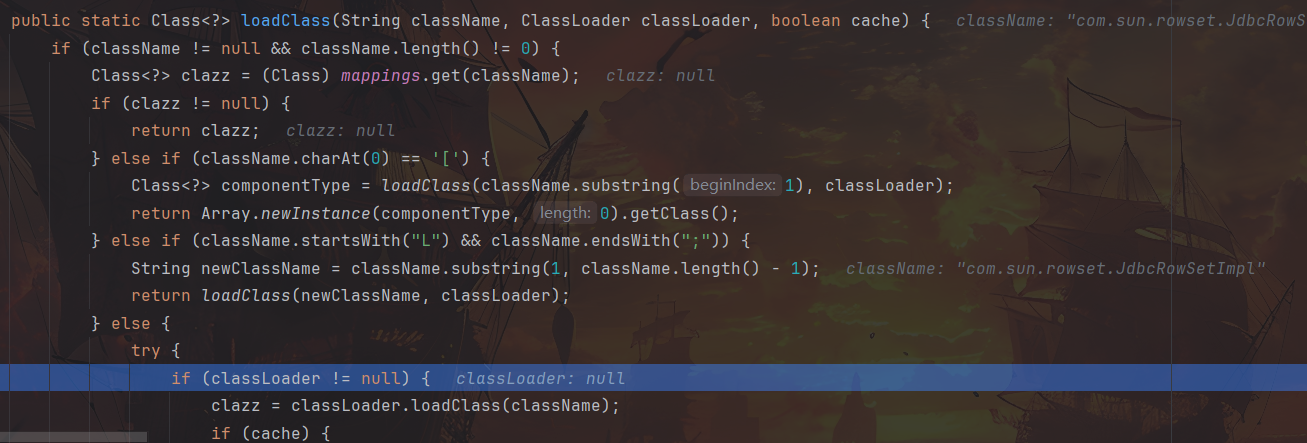 public static Class<?> loadClass(String className, ClassLoader classLoader, boolean cache) {   className: "com.sun.rowset.JdbcRowS
    if (className != null && className.length() != 0) {
        Class<?> clazz = (Class) mappings.get(className);   clazz: null
        if (clazz != null) {
            return clazz;   clazz: null
        } else if (className.charAt(0) == '[') {
            Class<?> componentType = loadClass(className.substring( beginIndex: 1), classLoader);
            return Array.newInstance(componentType,  length: 0).getClass();
        } else if (className.startsWith("L") && className.endsWith(";")) {
            String newClassName = className.substring(1, className.length() - 1);   className: "com.sun.rowset.JdbcRowSetImpl"
            return loadClass(newClassName, classLoader);
        } else {
            try {
                if (classLoader != null) {   classLoader: null
                    clazz = classLoader.loadClass(className);
                    if (cache) {